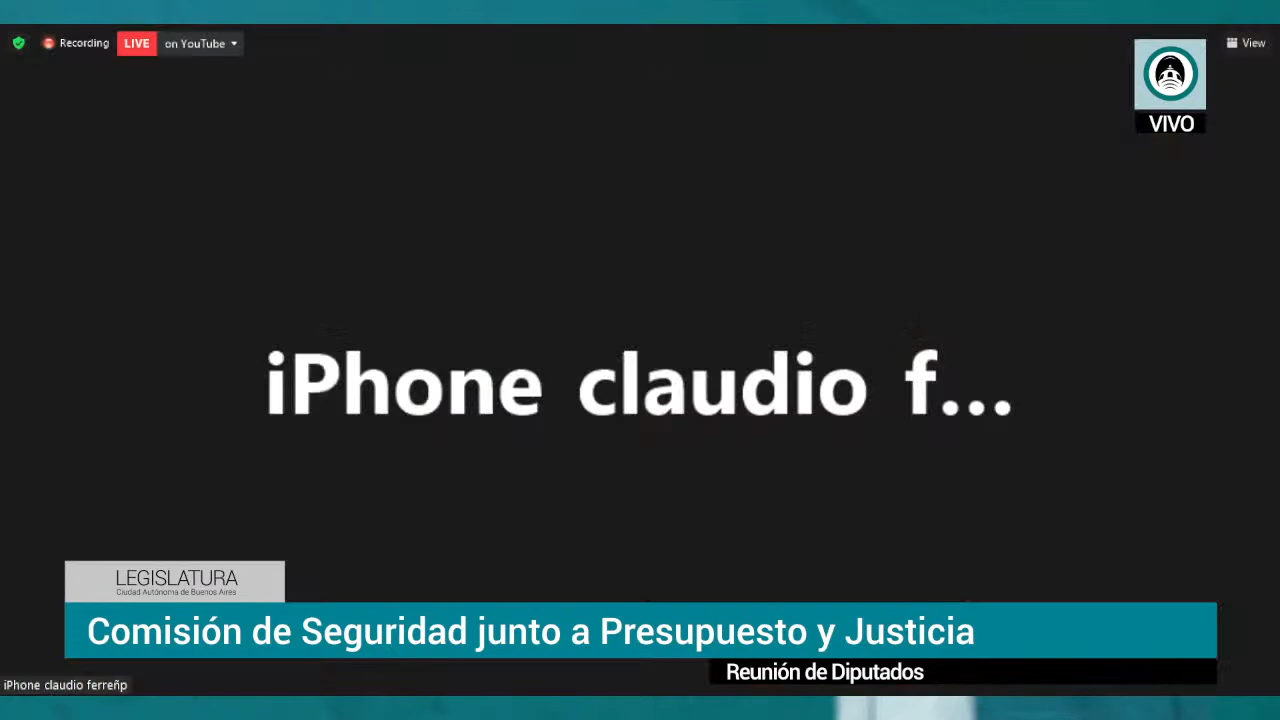 Recording
LIVE on YouTube
View
VIVO
iPhone claudio f...
LEGISLATURA
Ciudad Autónoma de Buenos Aires
Comisión de Seguridad junto a Presupuesto y Justicia
Reunión de Diputados
iPhone claudio ferreñp